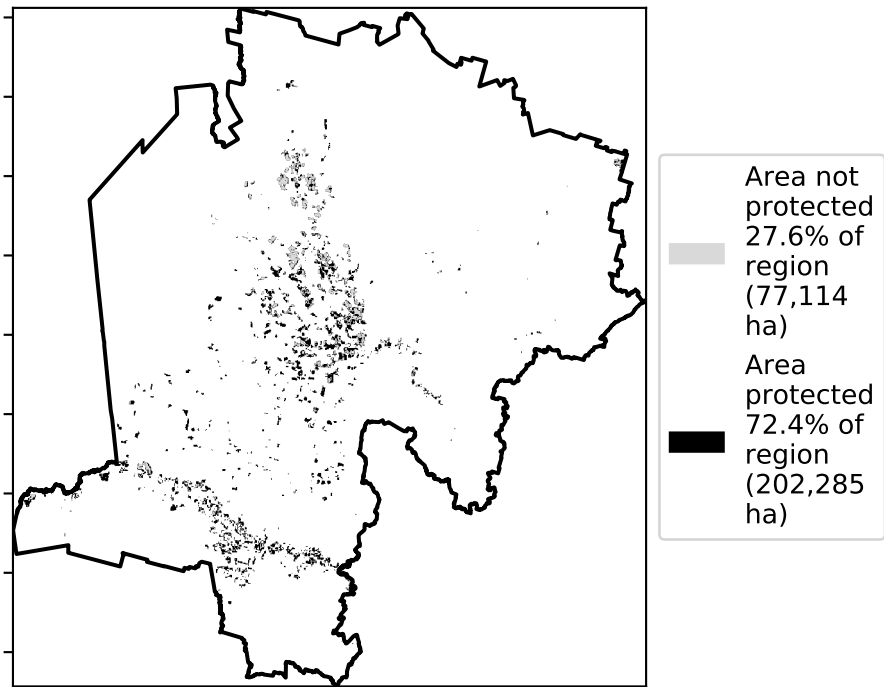 Area not
protected
27.6% of
region
(77,114
ha)
Area
protected
72.4% of
region
(202,285
ha)